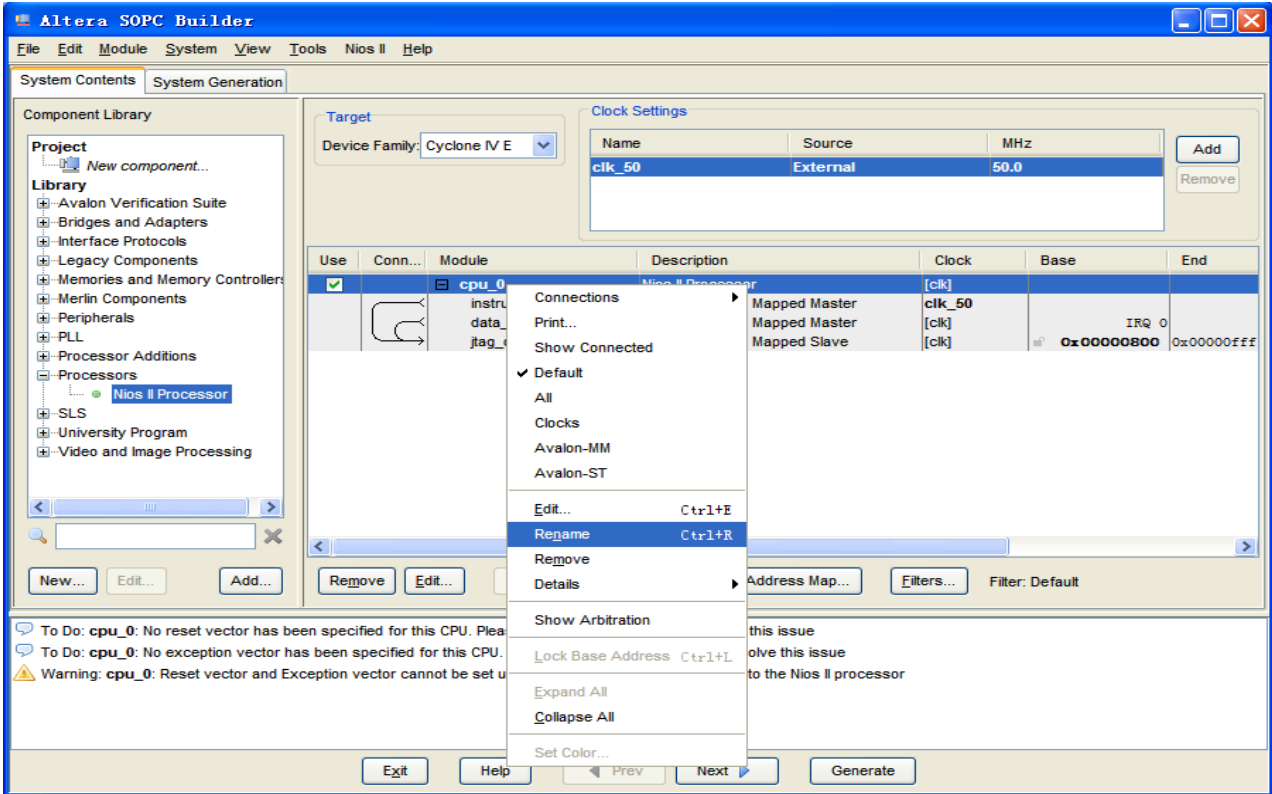 Altera SOPC Builder
File Edit Module System View Tools Nios II Help
System Contents System Generation
Component Library
Project
New component...
Library
Avalon Verification Suite
Bridges and Adapters
Interface Protocols
Legacy Components
Memories and Memory Controllers
Merlin Components
Peripherals
PLL
Processor Additions
Processors
Nios II Processor
SLS
University Program
Video and Image Processing
New... Edit... Add...
Target
Device Family: Cyclone IV E
Clock Settings
Name Source MHz
clk_50 External 50.0
Add
Remove
Use Conn... Module Description Clock Base End
cpu_0 Nios II Processor [clk]
instru Mapped Master clk_50
data_ Mapped Master [clk] IRQ 0
jtag_d Mapped Slave [clk] 0x00000800 0x00000fff
Connections
Print...
Show Connected
Default
All
Clocks
Avalon-MM
Avalon-ST
Edit... Ctrl+E
Rename Ctrl+R
Remove
Details
Show Arbitration
Lock Base Address Ctrl+L
Expand All
Collapse All
Set Color...
Remove Edit... Address Map... Filters... Filter: Default
To Do: cpu_0: No reset vector has been specified for this CPU. Plea this issue
To Do: cpu_0: No exception vector has been specified for this CPU. olve this issue
Warning: cpu_0: Reset vector and Exception vector cannot be set u to the Nios II processor
Exit Help Prev Next Generate